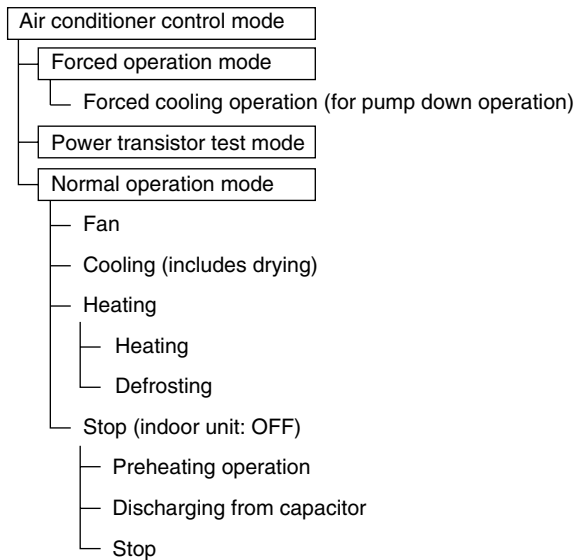 Air conditioner control mode
Forced operation mode
Forced cooling operation (for pump down operation)
Power transistor test mode
Normal operation mode
Fan
Cooling (includes drying)
Heating
Heating
Defrosting
Stop (indoor unit: OFF)
Preheating operation
Discharging from capacitor
Stop